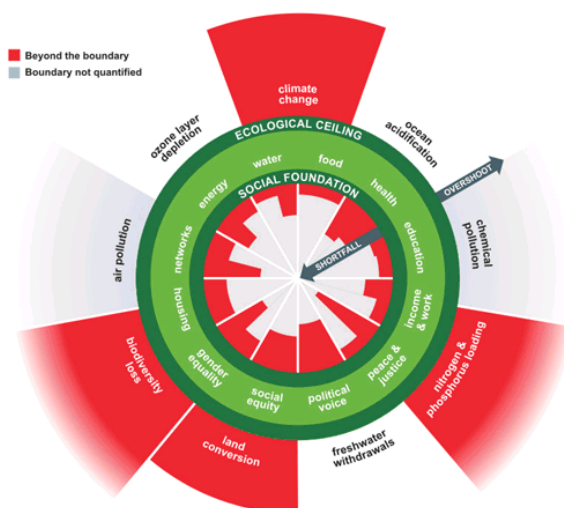 Beyond the boundary
Boundary not quantified
climate
change
ozone layer
depletion
ocean
acidification
ECOLOGICAL CEILING
water
food
energy
health
SOCIAL FOUNDATION
OVERSHOOT
SHORTFALL
air pollution
chemical
pollution
networks
education
housing
income
& work
gender
equality
social
equity
political
voice
peace &
justice
biodiversity
loss
land
conversion
freshwater
withdrawals
nitrogen &
phosphorus loading